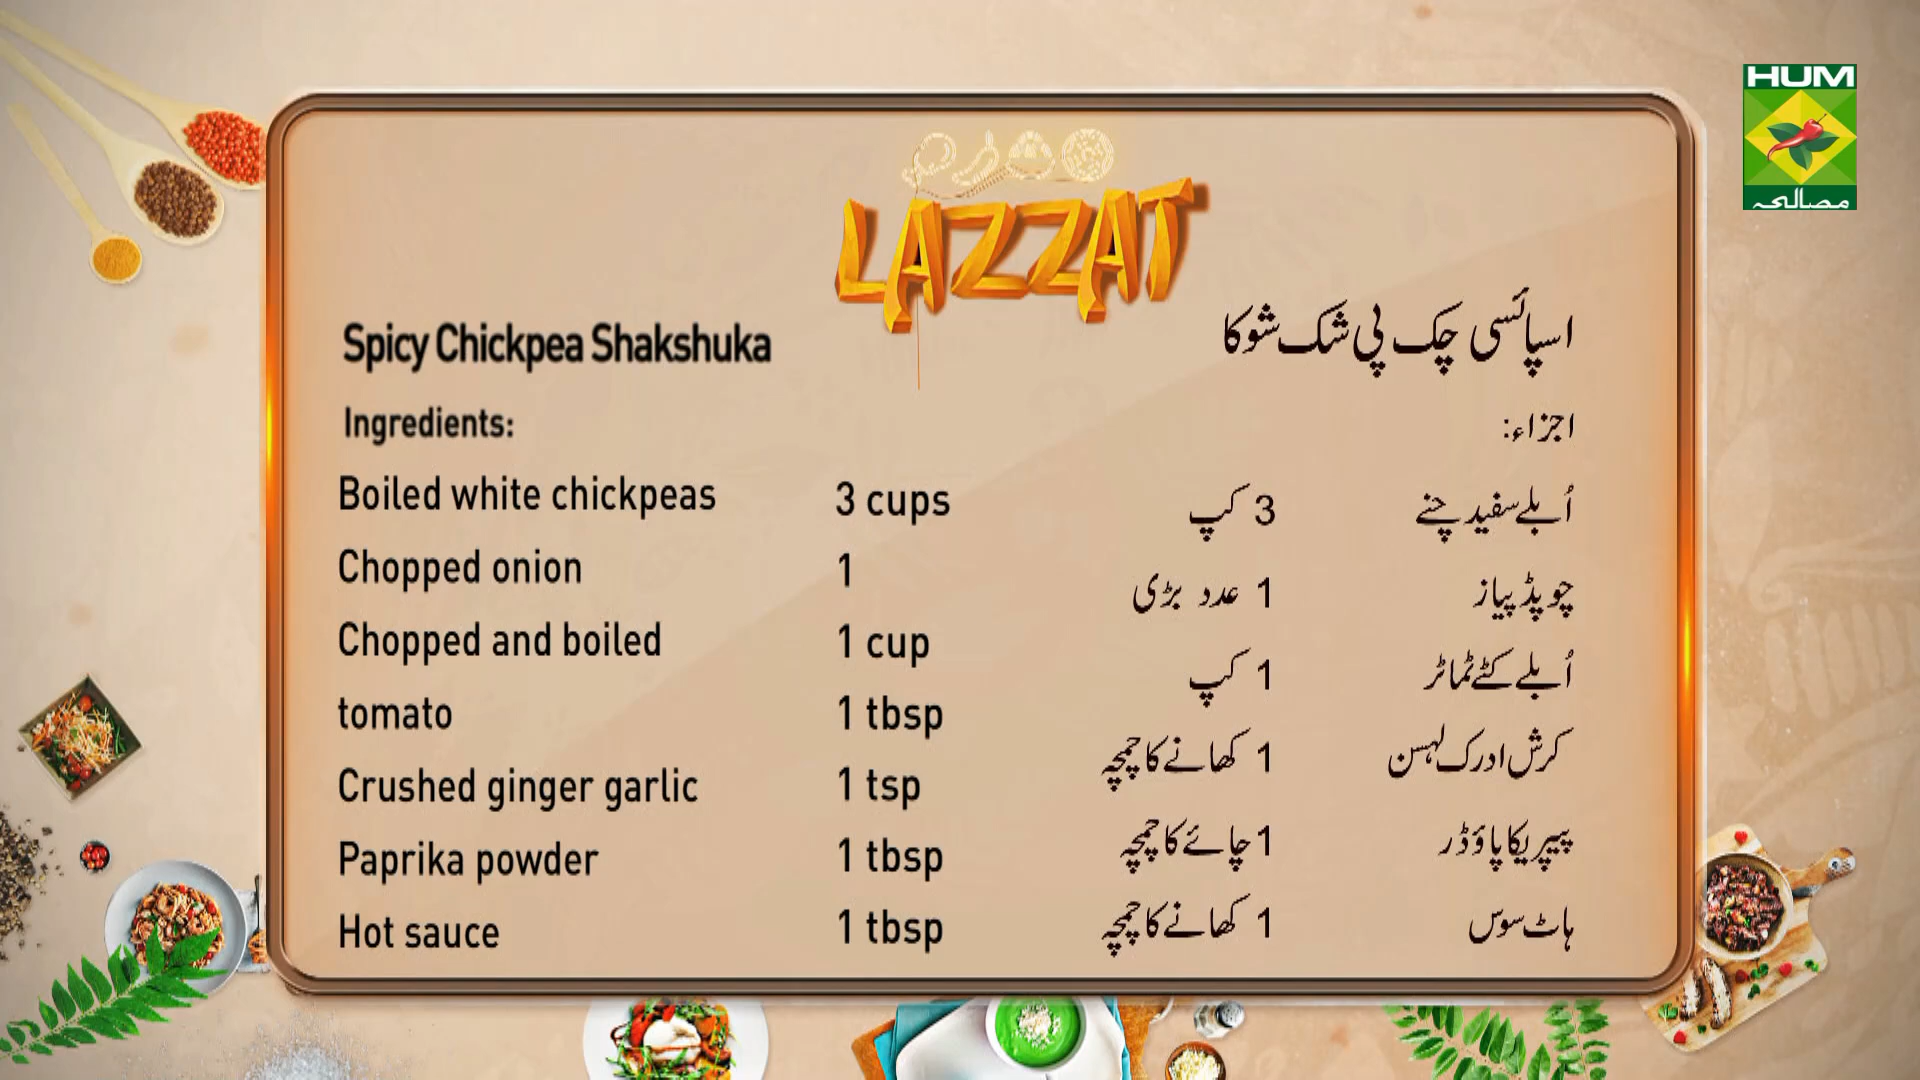 HUM
مصالحہ
LAZZAT
Spicy Chickpea Shakshuka
Ingredients:
Boiled white chickpeas 3 cups
Chopped onion 1
Chopped and boiled 1 cup
tomato 1 tbsp
Crushed ginger garlic 1 tsp
Paprika powder 1 tbsp
Hot sauce 1 tbsp
اسپائسی چک پی شک شوکا
اجزاء:
اُبلے سفید چنے 3 کپ
چوپڈ پیاز 1 عدد بڑی
اُبلے کٹے ٹماٹر 1 کپ
کرش ادرک لہسن 1 کھانے کا چمچہ
پیپریکا پاؤڈر 1 چائے کا چمچہ
ہاٹ سوس 1 کھانے کا چمچہ